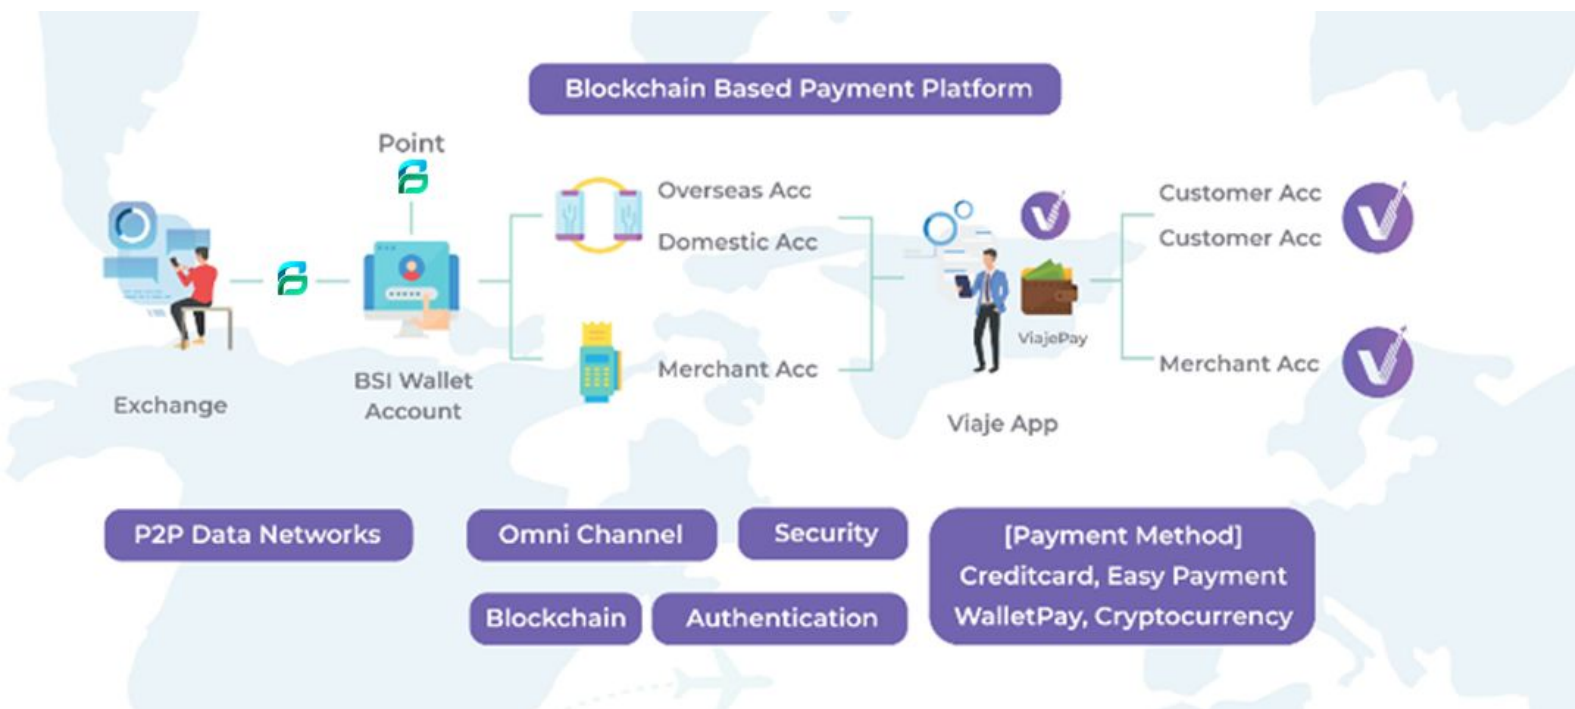 Blockchain Based Payment Platform
Point
Overseas Acc
Domestic Acc
Merchant Acc
Customer Acc
Customer Acc
Merchant Acc
ViajePay
Exchange
BSI Wallet
Account
Viaje App
P2P Data Networks
Omni Channel
Security
Blockchain
Authentication
[Payment Method]
Creditcard, Easy Payment
WalletPay, Cryptocurrency